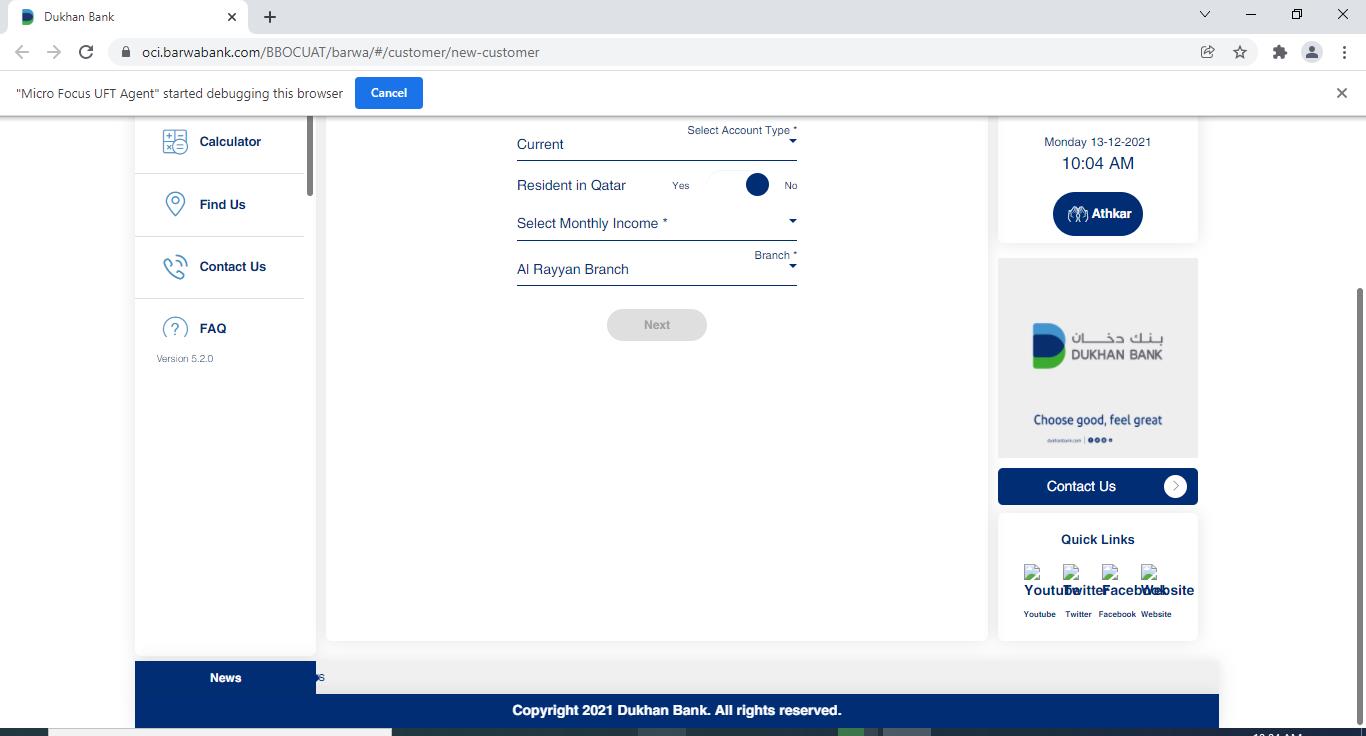 Dukhan Bank
oci.barwabank.com/BBOCUAT/barwa/#/customer/new-customer
"Micro Focus UFT Agent" started debugging this browser
Cancel
Calculator
Find Us
Contact Us
FAQ
Version 5.2.0
Select Account Type *
Current
Resident in Qatar Yes No
Select Monthly Income *
Branch *
Al Rayyan Branch
Next
Monday 13-12-2021
10:04 AM
Athkar
بنك دخان
DUKHAN BANK
Choose good, feel great
dukhanbank.com
Contact Us
Quick Links
Youtube Twitter Facebook Website
Youtube Twitter Facebook Website
News
s
Copyright 2021 Dukhan Bank. All rights reserved.